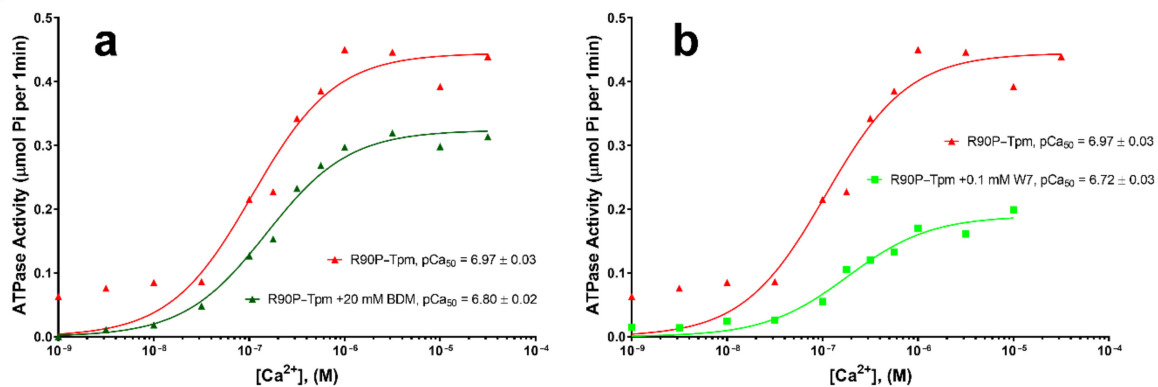 a
0.5
0.4
0.3
0.2
0.1
0.0
ATPase Activity (μmol Pi per 1min)
R90P–Tpm, pCa₅₀ = 6.97 ± 0.03
R90P–Tpm +20 mM BDM, pCa₅₀ = 6.80 ± 0.02
10⁻⁹ 10⁻⁸ 10⁻⁷ 10⁻⁶ 10⁻⁵ 10⁻⁴
[Ca²⁺], (M)
b
0.5
0.4
0.3
0.2
0.1
0.0
ATPase Activity (μmol Pi per 1min)
R90P–Tpm, pCa₅₀ = 6.97 ± 0.03
R90P–Tpm +0.1 mM W7, pCa₅₀ = 6.72 ± 0.03
10⁻⁹ 10⁻⁸ 10⁻⁷ 10⁻⁶ 10⁻⁵ 10⁻⁴
[Ca²⁺], (M)